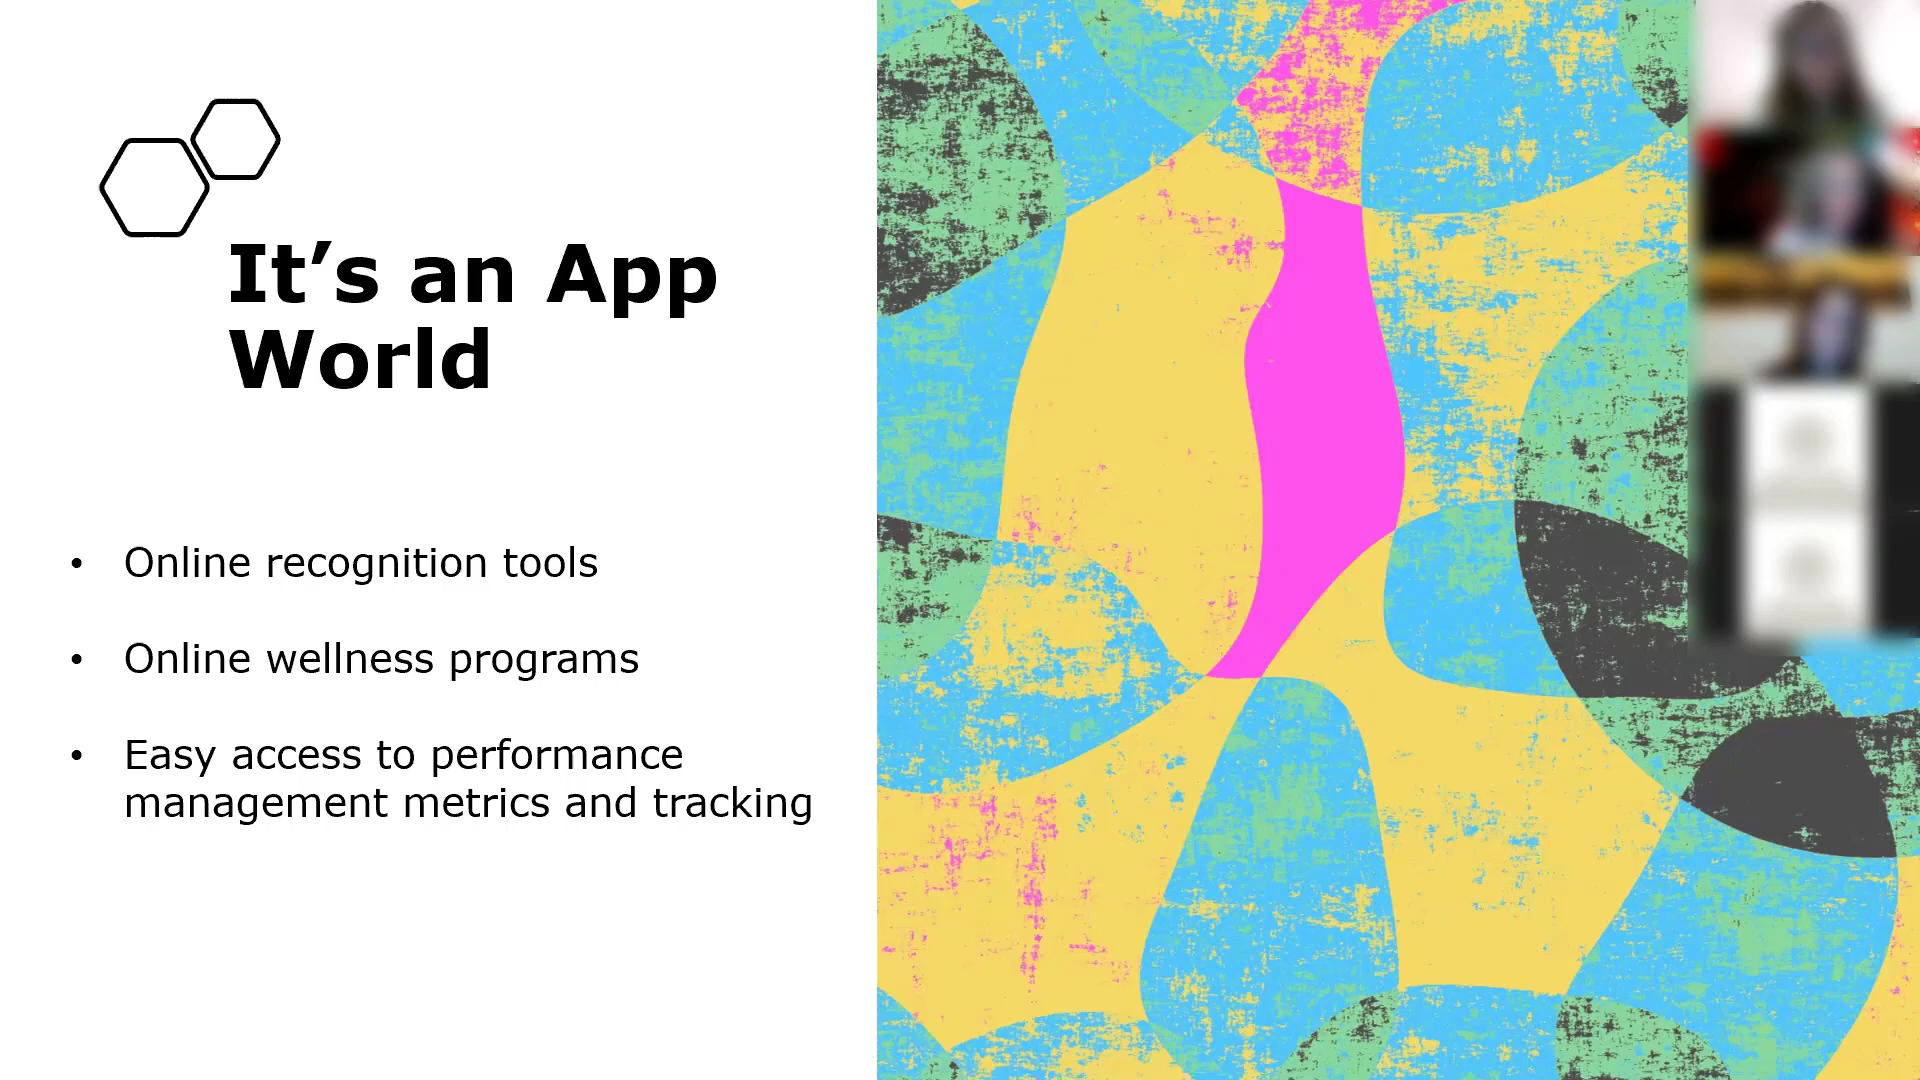 It’s an App
World
• Online recognition tools
• Online wellness programs
• Easy access to performance
management metrics and tracking